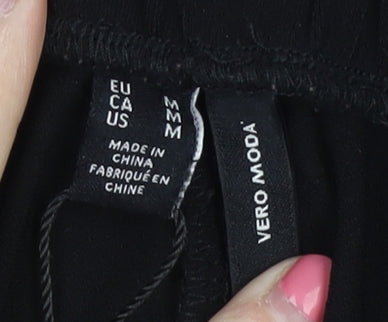 EU M
CA M
US M
MADE IN
CHINA
FABRIQUÉ EN
CHINE
VERO MODA